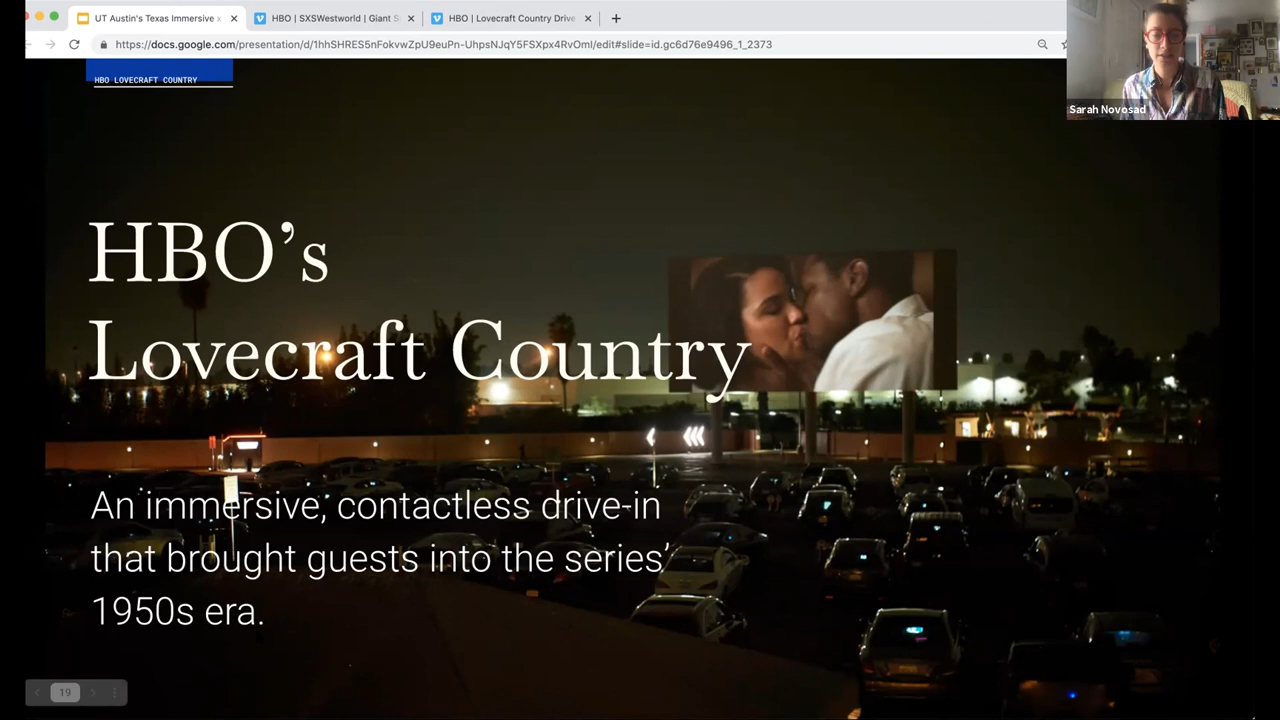 UT Austin's Texas Immersive x
HBO | SXSWestworld | Giant S
HBO | Lovecraft Country Drive
https://docs.google.com/presentation/d/1hhSHRES5nFokvwZpU9euPn-UhpsNJqY5FSXpx4RvOmI/edit#slide=id.gc6d76e9496_1_2373
Sarah Novosad
HBO LOVECRAFT COUNTRY
HBO’s
Lovecraft Country
An immersive, contactless drive-in
that brought guests into the series’
1950s era.
19